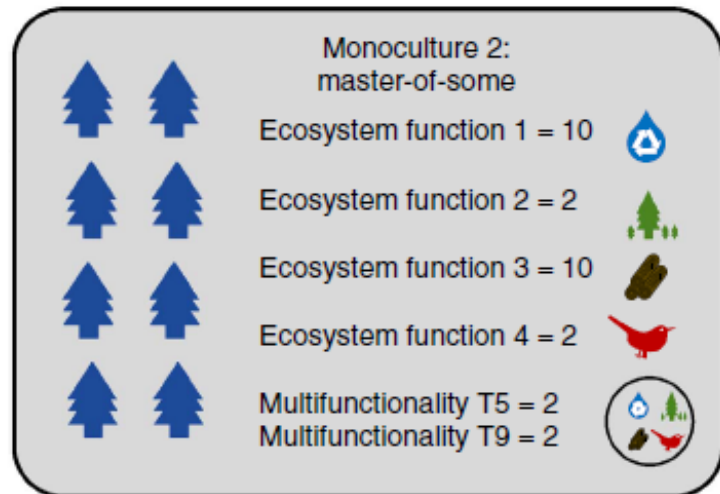 Monoculture 2:
master-of-some
Ecosystem function 1 = 10
Ecosystem function 2 = 2
Ecosystem function 3 = 10
Ecosystem function 4 = 2
Multifunctionality T5 = 2
Multifunctionality T9 = 2